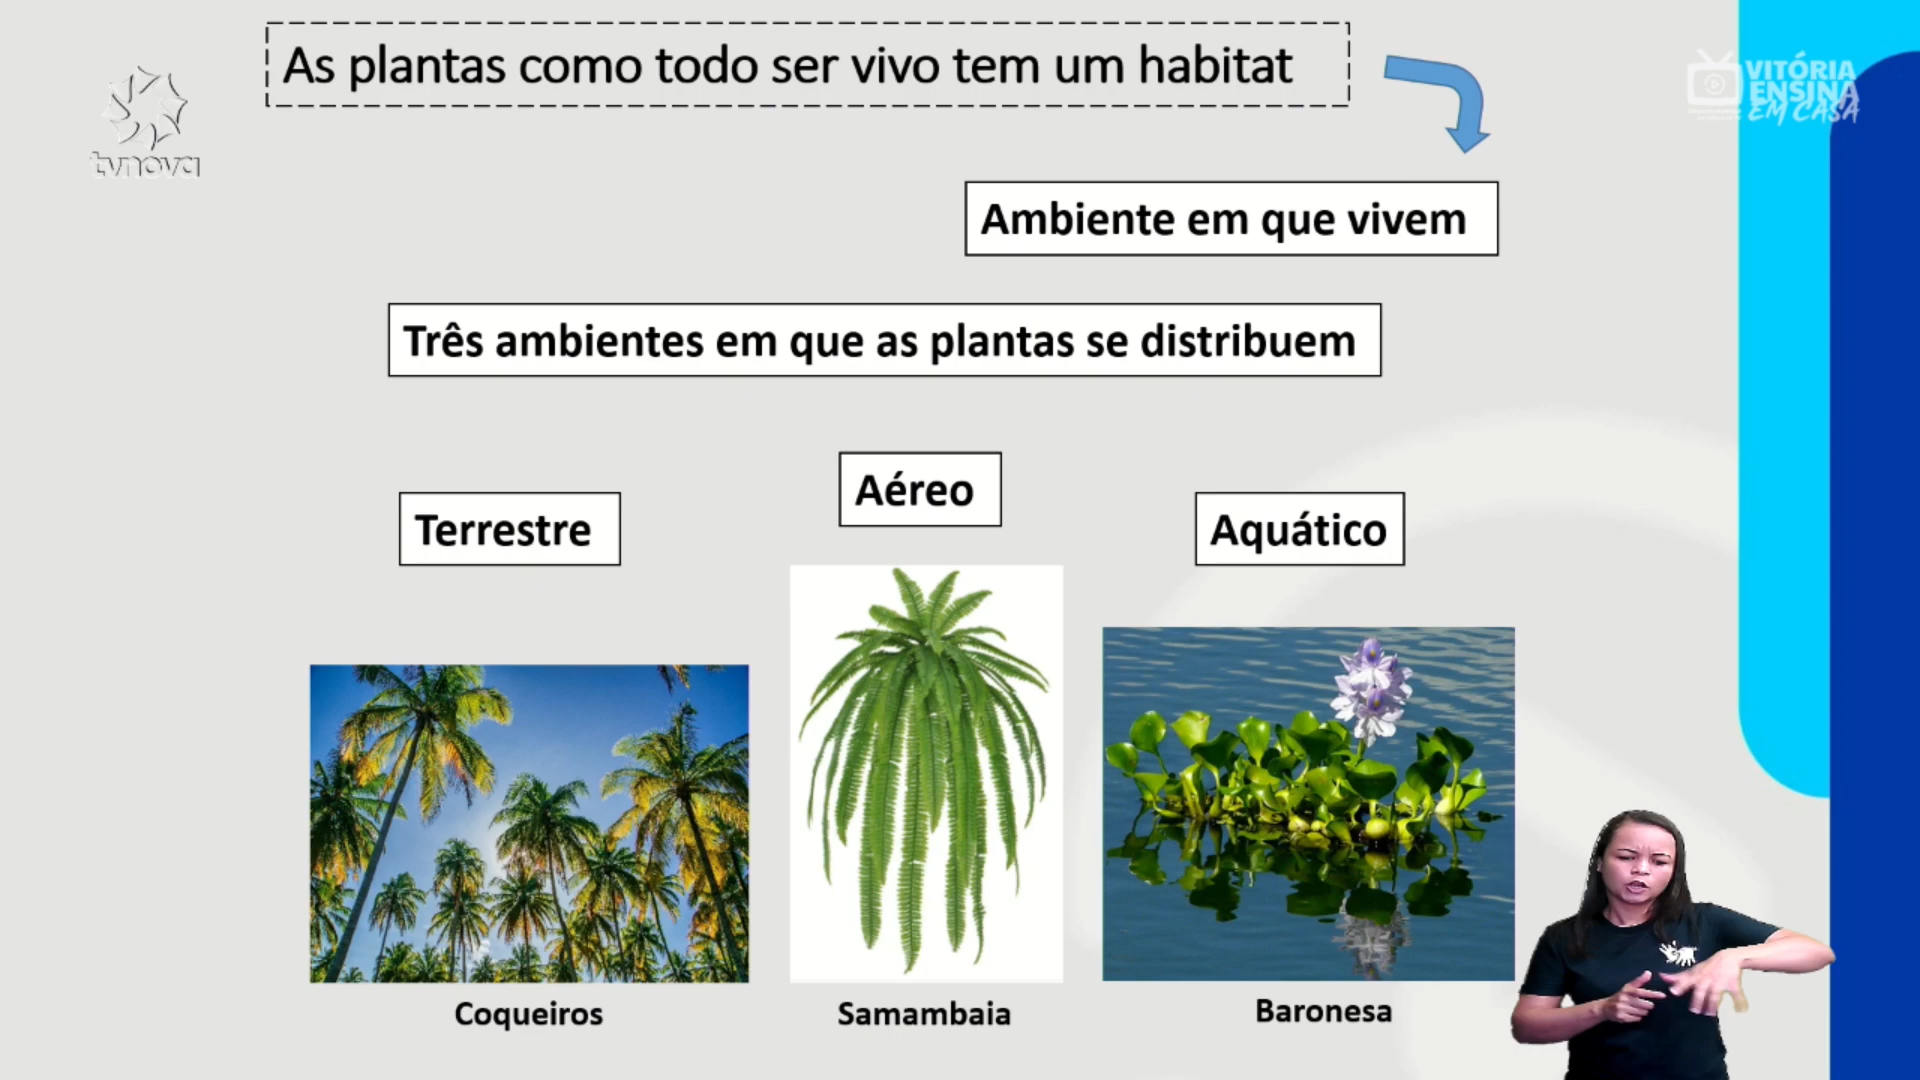 As plantas como todo ser vivo tem um habitat
tvnova
VITÓRIA
ENSINA
EM CASA
Ambiente em que vivem
Três ambientes em que as plantas se distribuem
Aéreo
Terrestre
Aquático
Coqueiros
Samambaia
Baronesa